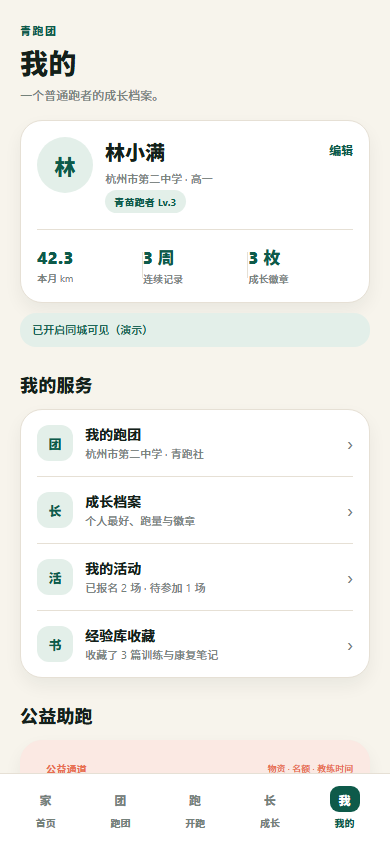 青跑团
我的
一个普通跑者的成长档案。
林
林小满
编辑
杭州市第二中学 · 高一
青苗跑者 Lv.3
42.3
3 周
3 枚
本月 km
连续记录
成长徽章
已开启同城可见（演示）
我的服务
团
我的跑团
杭州市第二中学 · 青跑社
›
长
成长档案
个人最好、跑量与徽章
›
活
我的活动
已报名 2 场 · 待参加 1 场
›
书
经验库收藏
收藏了 3 篇训练与康复笔记
›
公益助跑
公益通道
物资 · 名额 · 教练时间
家
团
跑
长
我
首页
跑团
开跑
成长
我的